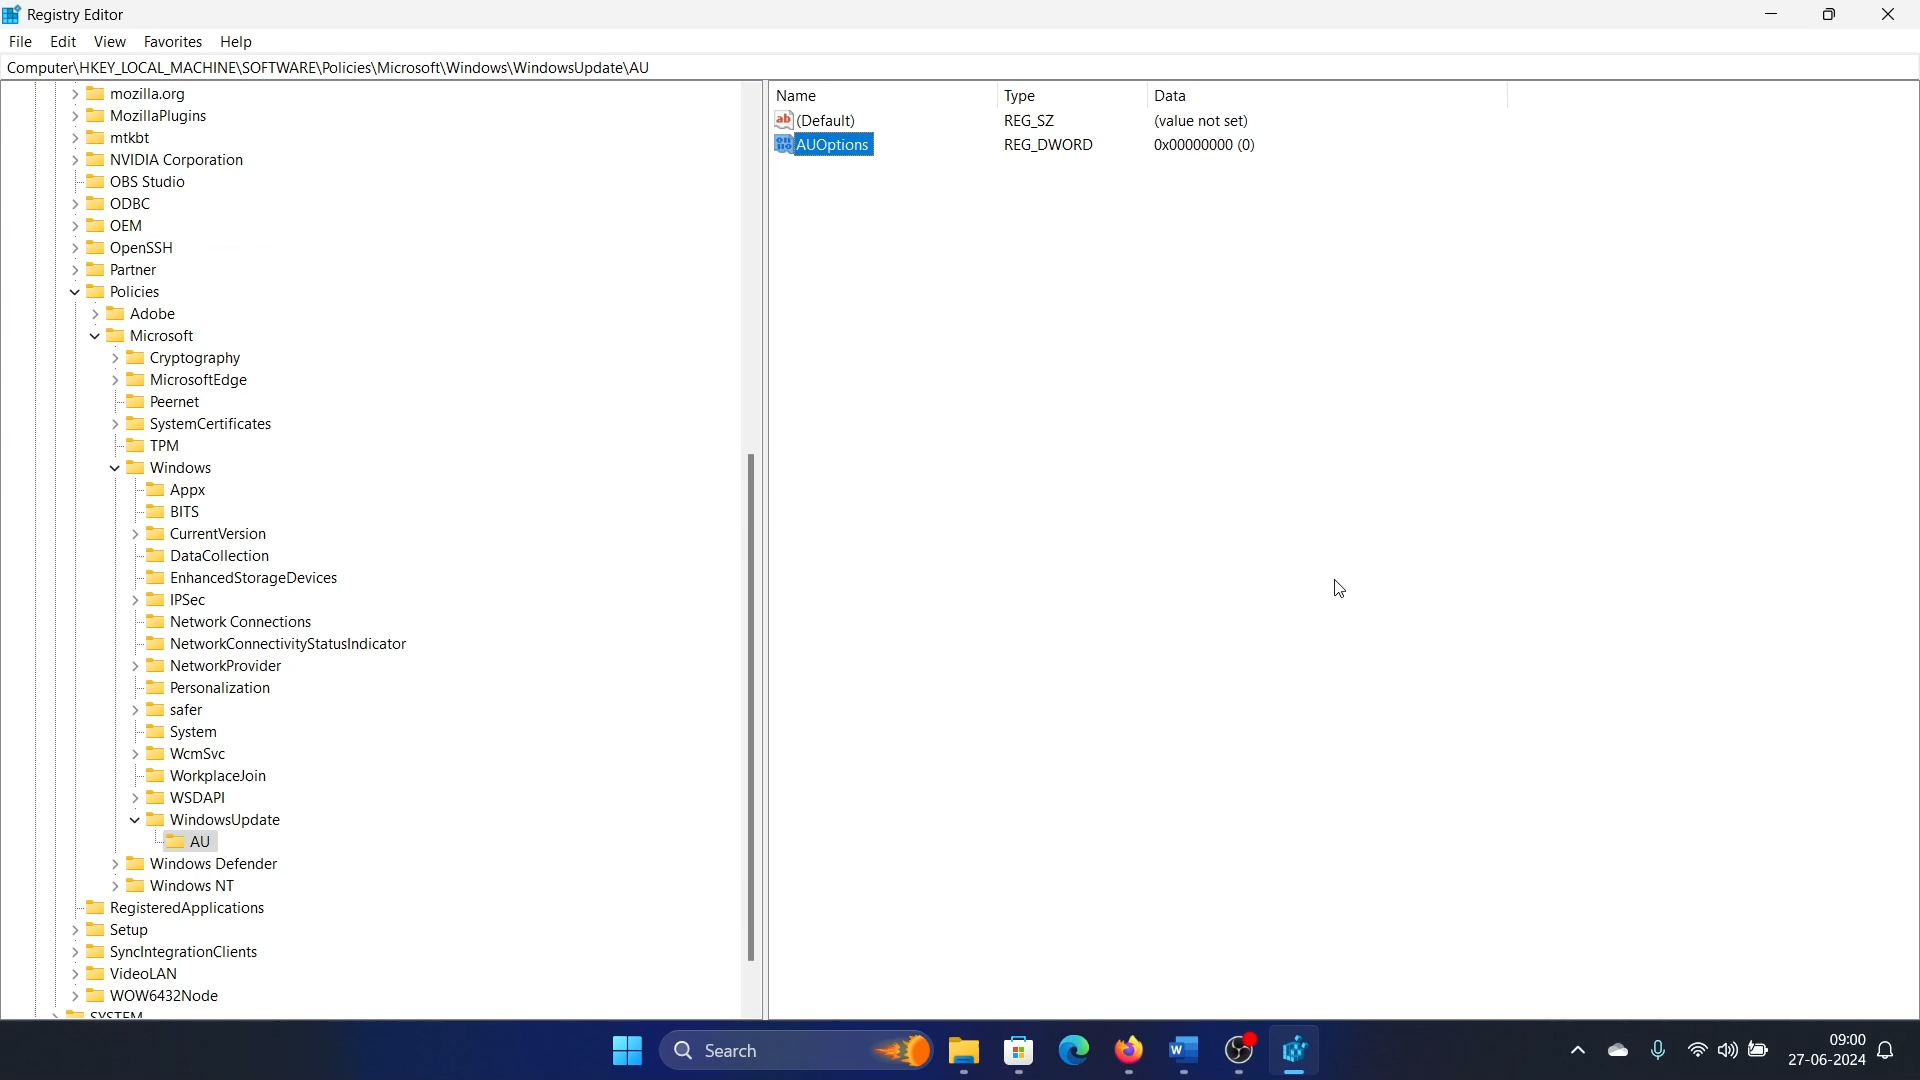 Registry Editor
File Edit View Favorites Help
Computer\HKEY_LOCAL_MACHINE\SOFTWARE\Policies\Microsoft\Windows\WindowsUpdate\AU
mozilla.org
MozillaPlugins
mtkbt
NVIDIA Corporation
OBS Studio
ODBC
OEM
OpenSSH
Partner
Policies
Adobe
Microsoft
Cryptography
MicrosoftEdge
Peernet
SystemCertificates
TPM
Windows
Appx
BITS
CurrentVersion
DataCollection
EnhancedStorageDevices
IPSec
Network Connections
NetworkConnectivityStatusIndicator
NetworkProvider
Personalization
safer
System
WcmSvc
WorkplaceJoin
WSDAPI
WindowsUpdate
AU
Windows Defender
Windows NT
RegisteredApplications
Setup
SyncIntegrationClients
VideoLAN
WOW6432Node
SYSTEM
Name Type Data
ab (Default) REG_SZ (value not set)
AUOptions REG_DWORD 0x00000000 (0)
Search
W
09:00
27-06-2024